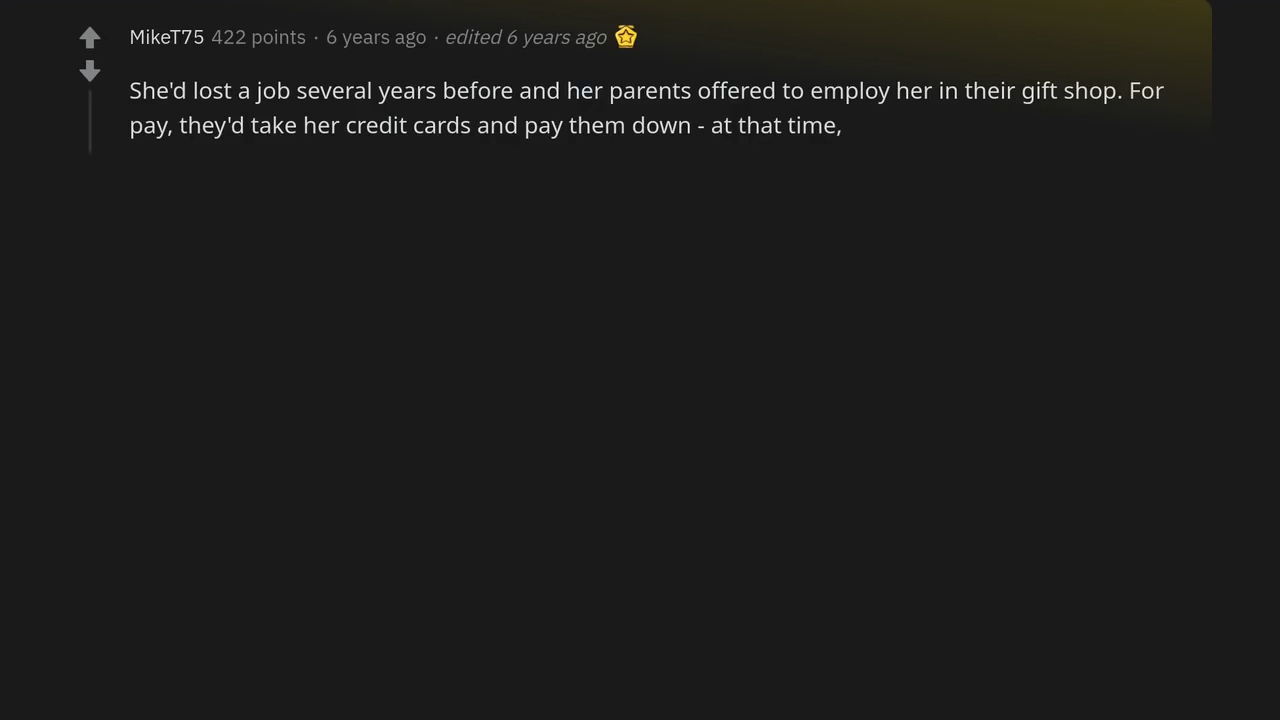 MikeT75 422 points · 6 years ago · edited 6 years ago
She'd lost a job several years before and her parents offered to employ her in their gift shop. For
pay, they'd take her credit cards and pay them down - at that time,